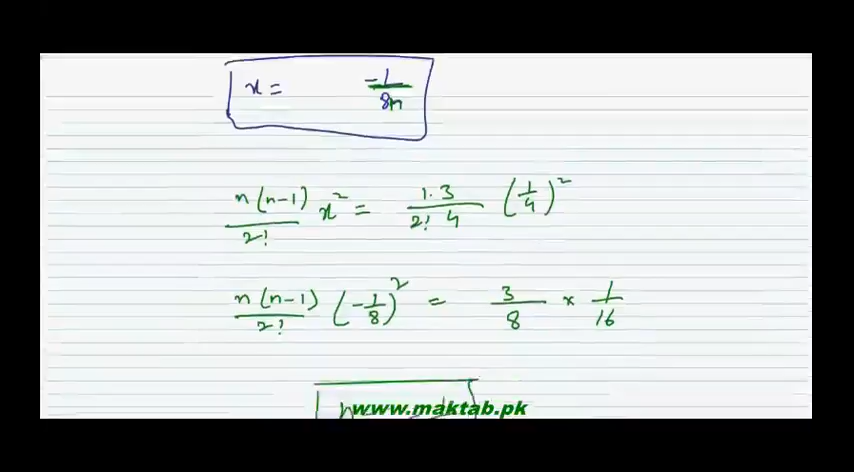 x = -1/8n
n(n-1)/2! x² = 1.3/2! 4 (1/4)²
n(n-1)/2! (-1/8)² = 3/8 × 1/16
www.maktab.pk